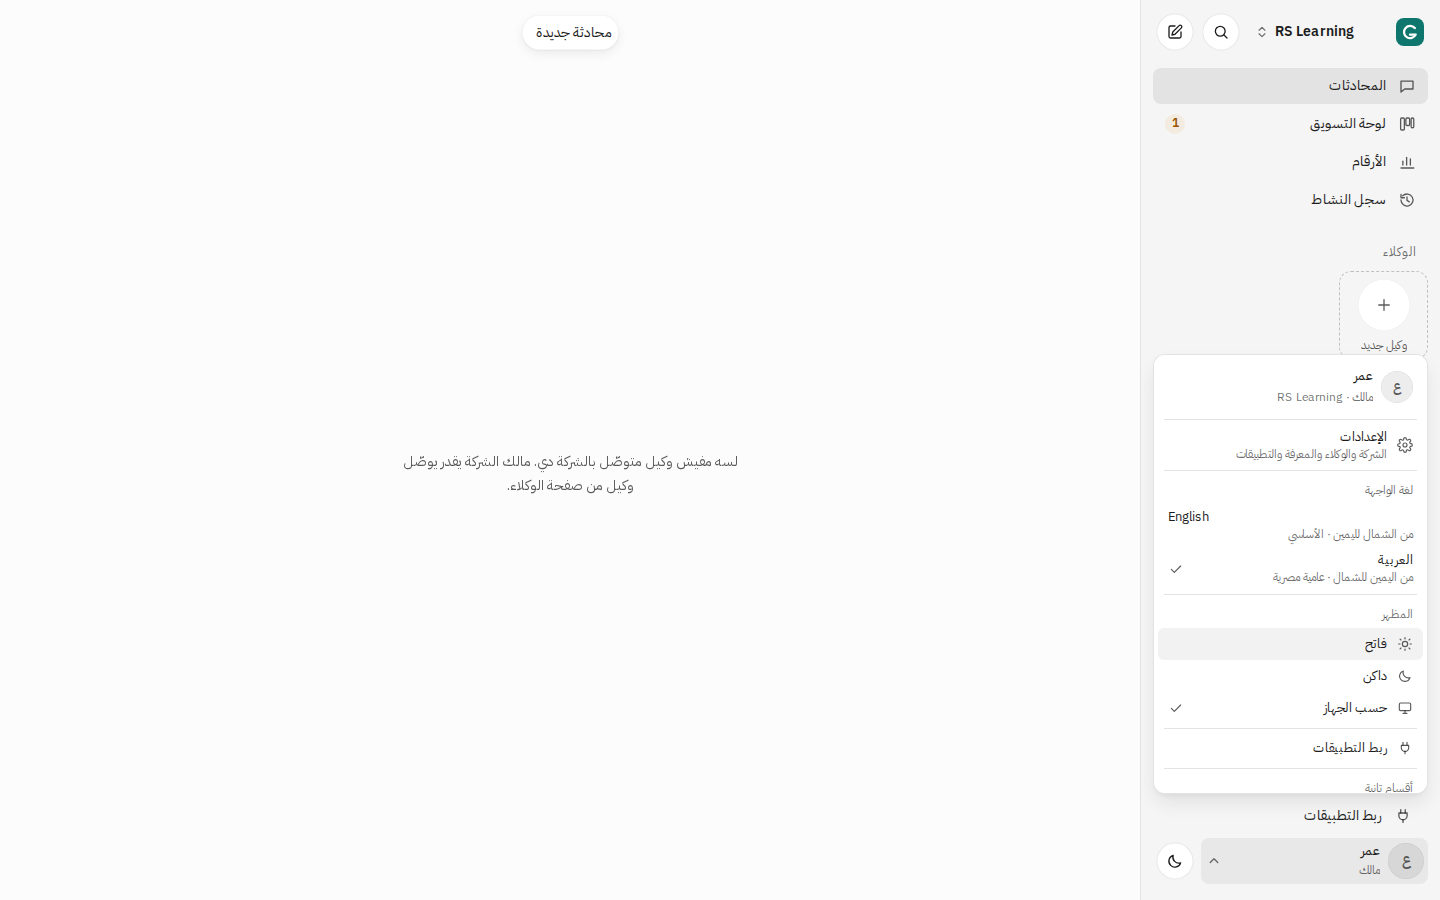 RS Learning
المحادثات
لوحة التسويق
1
الأرقام
سجل النشاط
الوكلاء
وكيل جديد
عمر
مالك · RS Learning
الإعدادات
الشركة والوكلاء والمعرفة والتطبيقات
لغة الواجهة
English
من الشمال لليمين · الأساسي
العربية
من اليمين للشمال · عامية مصرية
المظهر
فاتح
داكن
حسب الجهاز
ربط التطبيقات
أقسام تانية
ربط التطبيقات
ع
عمر
مالك
محادثة جديدة
لسه مفيش وكيل متوصّل بالشركة دي. مالك الشركة يقدر يوصّل
وكيل من صفحة الوكلاء.